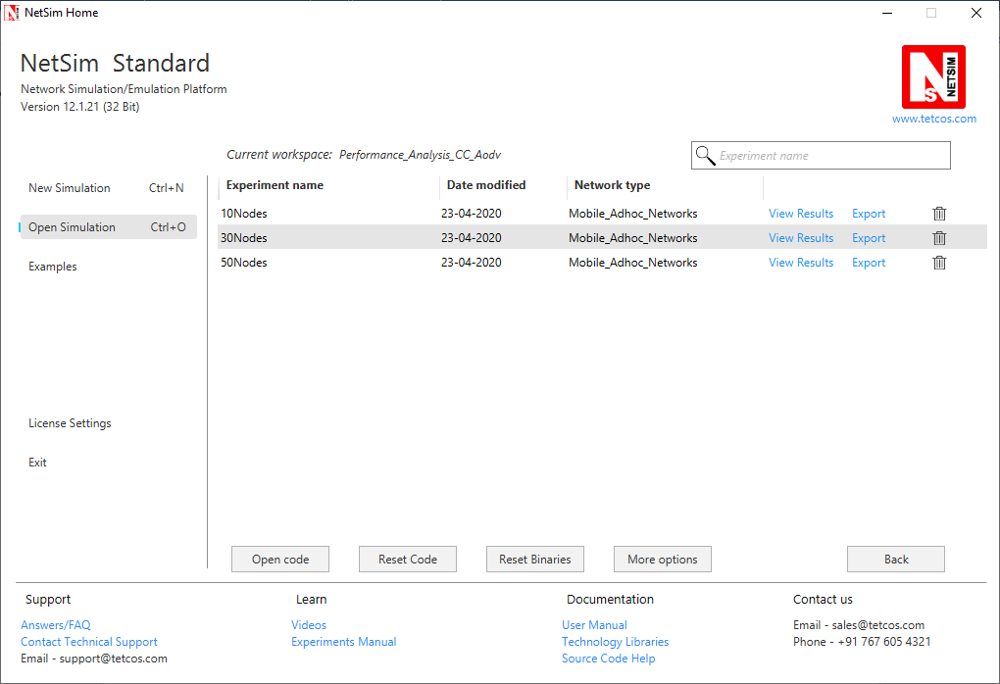 NetSim Home
NetSim Standard
Network Simulation/Emulation Platform
Version 12.1.21 (32 Bit)
NS NETSIM
www.tetcos.com
Current workspace: Performance_Analysis_CC_Aodv
Experiment name
New Simulation Ctrl+N
Open Simulation Ctrl+O
Examples
License Settings
Exit
Experiment name Date modified Network type
10Nodes 23-04-2020 Mobile_Adhoc_Networks View Results Export
30Nodes 23-04-2020 Mobile_Adhoc_Networks View Results Export
50Nodes 23-04-2020 Mobile_Adhoc_Networks View Results Export
Open code Reset Code Reset Binaries More options Back
Support
Answers/FAQ
Contact Technical Support
Email - support@tetcos.com
Learn
Videos
Experiments Manual
Documentation
User Manual
Technology Libraries
Source Code Help
Contact us
Email - sales@tetcos.com
Phone - +91 767 605 4321